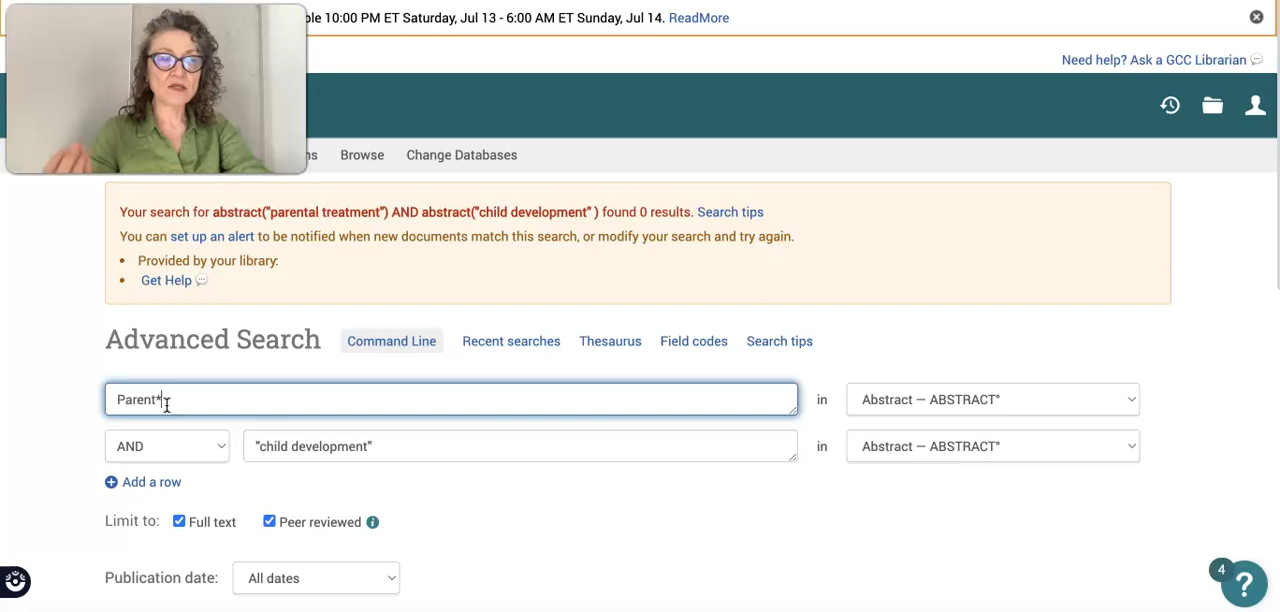 ble 10:00 PM ET Saturday, Jul 13 - 6:00 AM ET Sunday, Jul 14. ReadMore
Need help? Ask a GCC Librarian
ns Browse Change Databases
Your search for abstract("parental treatment") AND abstract("child development" ) found 0 results. Search tips
You can set up an alert to be notified when new documents match this search, or modify your search and try again.
• Provided by your library:
• Get Help
Advanced Search Command Line Recent searches Thesaurus Field codes Search tips
Parent* in Abstract — ABSTRACT*
AND "child development" in Abstract — ABSTRACT*
Add a row
Limit to: Full text Peer reviewed
Publication date: All dates
4
?